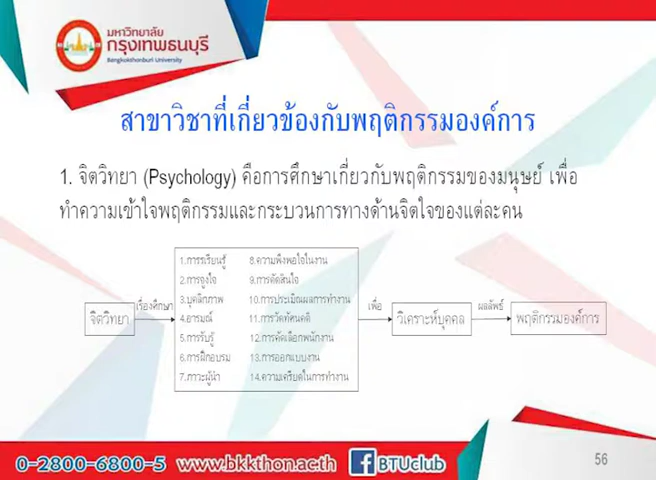 มหาวิทยาลัย
กรุงเทพธนบุรี
Bangkokthonburi University
สาขาวิชาที่เกี่ยวข้องกับพฤติกรรมองค์การ
1. จิตวิทยา (Psychology) คือการศึกษาเกี่ยวกับพฤติกรรมของมนุษย์ เพื่อ
ทำความเข้าใจพฤติกรรมและกระบวนการทางด้านจิตใจของแต่ละคน
จิตวิทยา
เรื่องศึกษา
1.การเรียนรู้
2.การจูงใจ
3.บุคลิกภาพ
4.อารมณ์
5.การรับรู้
6.การฝึกอบรม
7.ภาวะผู้นำ
8.ความพึงพอใจในงาน
9.การตัดสินใจ
10.การประเมินผลการทำงาน
11.การวัดทัศนคติ
12.การคัดเลือกพนักงาน
13.การออกแบบงาน
14.ความเครียดในการทำงาน
เพื่อ
วิเคราะห์บุคคล
ผลลัพธ์
พฤติกรรมองค์การ
0-2800-6800-5 www.bkkthon.ac.th BTUclub
56